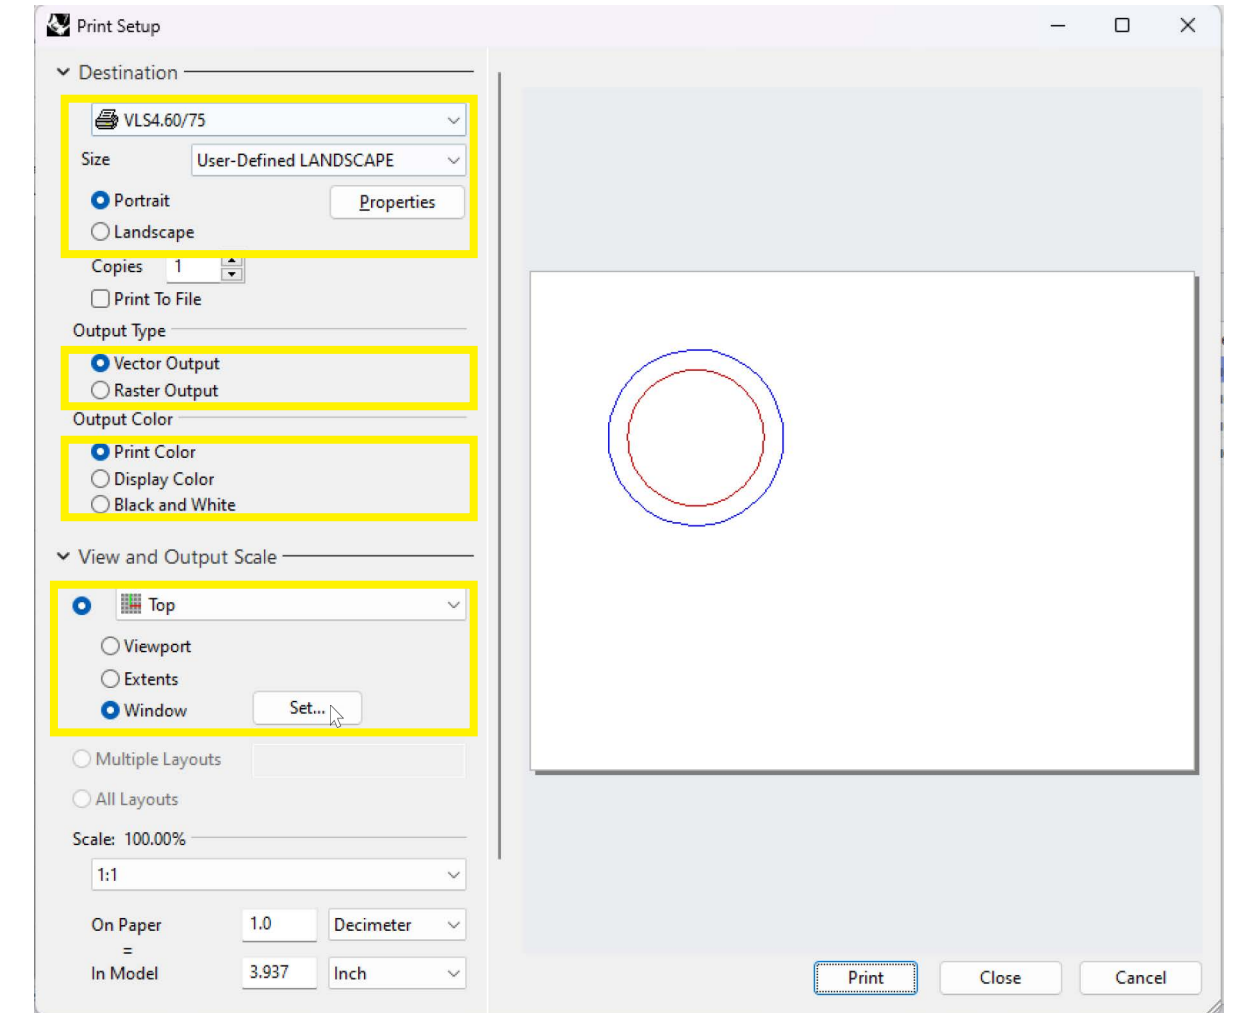 Print Setup
Destination
VLS4.60/75
Size User-Defined LANDSCAPE
Portrait Properties
Landscape
Copies 1
Print To File
Output Type
Vector Output
Raster Output
Output Color
Print Color
Display Color
Black and White
View and Output Scale
Top
Viewport
Extents
Window Set...
Multiple Layouts
All Layouts
Scale: 100.00%
1:1
On Paper 1.0 Decimeter
=
In Model 3.937 Inch
Print Close Cancel